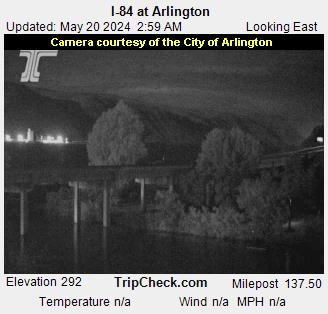 I-84 at Arlington
Updated: May 20 2024 2:59 AM Looking East
Camera courtesy of the City of Arlington
Elevation 292 TripCheck.com Milepost 137.50
Temperature n/a Wind n/a MPH n/a